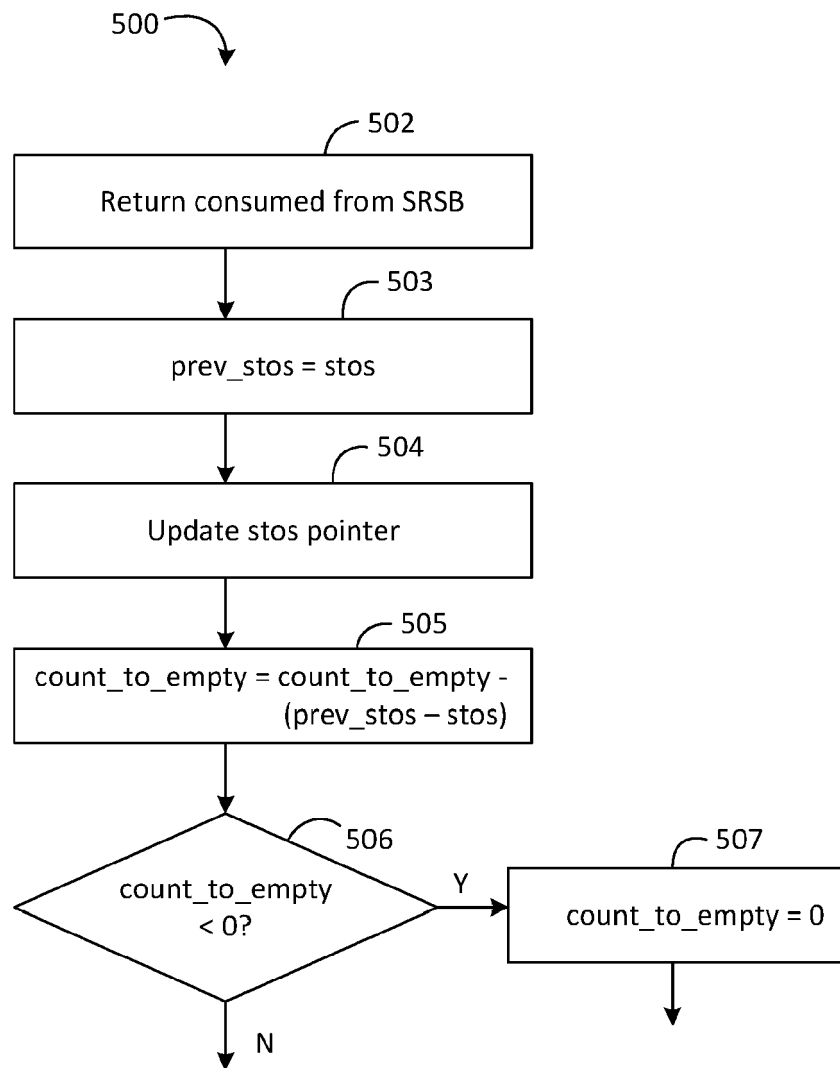 500
502
Return consumed from SRSB
503
prev_stos = stos
504
Update stos pointer
505
count_to_empty = count_to_empty -
(prev_stos – stos)
506
count_to_empty
< 0?
Y
507
count_to_empty = 0
N